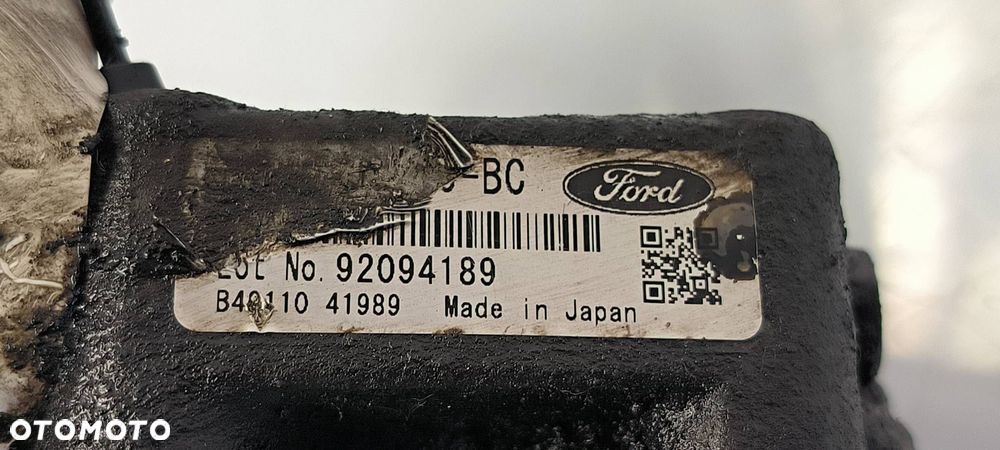 -BC
Ford
Lot No. 92094189
B40110 41989 Made in Japan
OTOMOTO